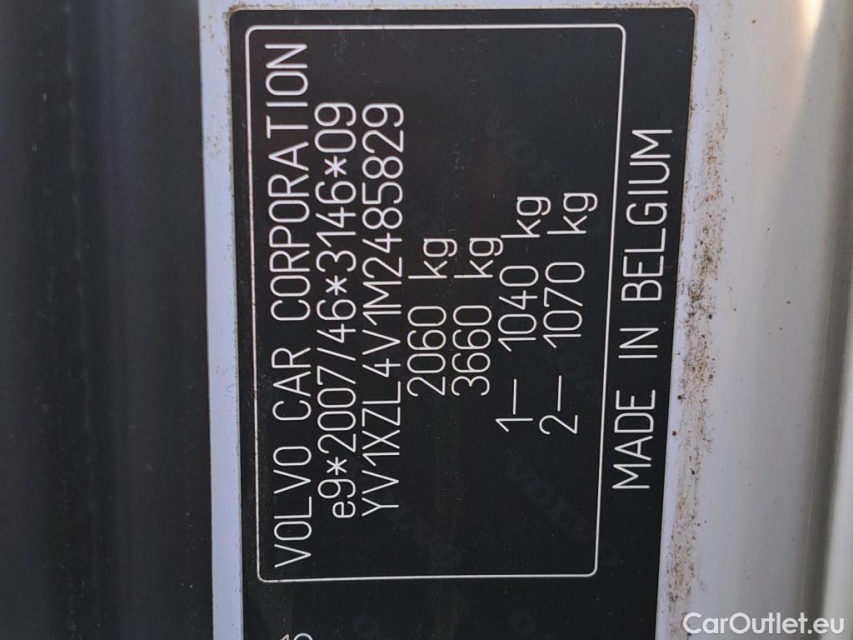 VOLVO CAR CORPORATION
e9*2007/46*3146*09
YV1XZL4V1M2485829
2060 kg
3660 kg
1— 1040 kg
2— 1070 kg
MADE IN BELGIUM
CarOutlet.eu